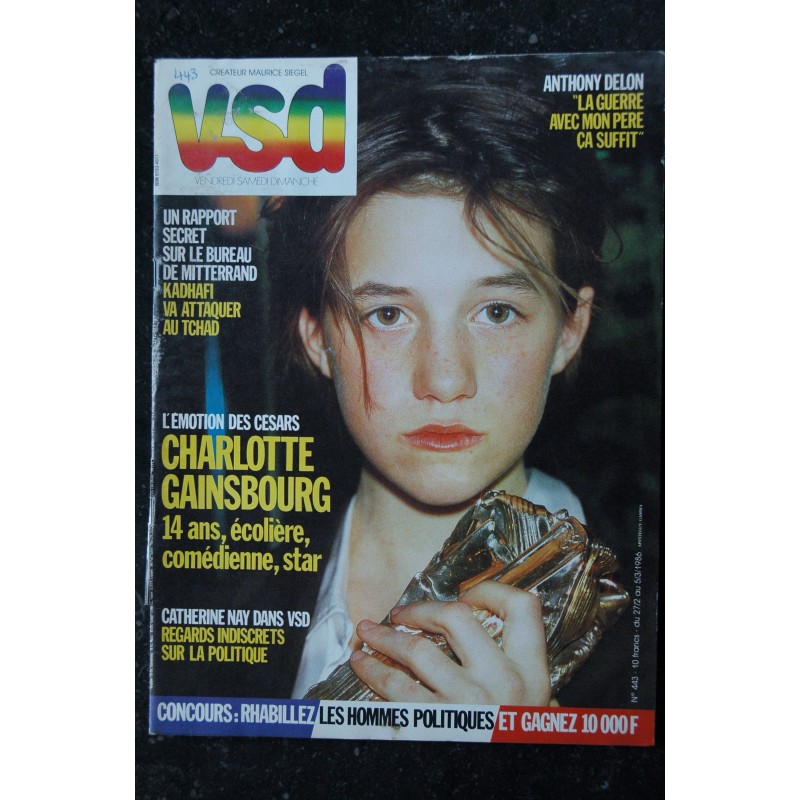 443
CREATEUR MAURICE SIEGEL
vsd
VENDREDI SAMEDI DIMANCHE
ANTHONY DELON
"LA GUERRE
AVEC MON PERE
ÇA SUFFIT"
UN RAPPORT
SECRET
SUR LE BUREAU
DE MITTERRAND
KADHAFI
VA ATTAQUER
AU TCHAD
L'ÉMOTION DES CESARS
CHARLOTTE
GAINSBOURG
14 ans, écolière,
comédienne, star
CATHERINE NAY DANS VSD
REGARDS INDISCRETS
SUR LA POLITIQUE
N° 443 - 10 francs - du 27/2 au 5/3/1986
CONCOURS: RHABILLEZ LES HOMMES POLITIQUES ET GAGNEZ 10 000 F